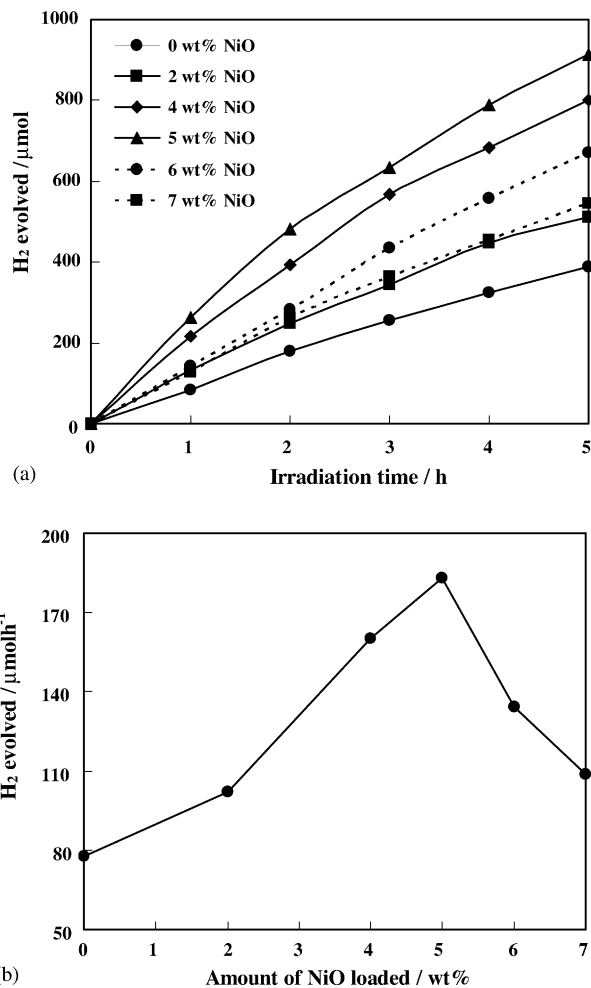 1000
800
600
400
200
0
H2 evolved /μmol
0 wt% NiO
2 wt% NiO
4 wt% NiO
5 wt% NiO
6 wt% NiO
7 wt% NiO
0 1 2 3 4 5
(a)
Irradiation time / h
200
170
140
110
80
50
H2 evolved / μmolh-1
0 1 2 3 4 5 6 7
(b)
Amount of NiO loaded / wt%